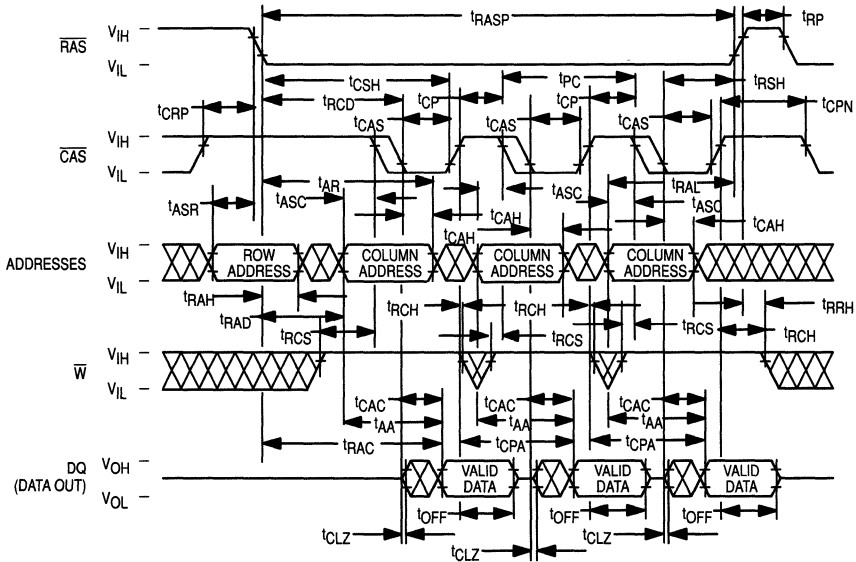 tRASP
tRP
RAS
VIH
VIL
tCSH
tPC
tRSH
tCRP
tRCD
tCP
tCP
tCPN
tCAS
tCAS
tCAS
CAS
VIH
VIL
tAR
tRAL
tASR
tASC
tASC
tASC
tCAH
tCAH
tCAH
ADDRESSES
VIH
VIL
ROW
ADDRESS
COLUMN
ADDRESS
COLUMN
ADDRESS
COLUMN
ADDRESS
tRAH
tRCH
tRCH
tRRH
tRAD
tRCS
tRCS
tRCS
tRCH
W
VIH
VIL
tCAC
tCAC
tCAC
tAA
tAA
tAA
tRAC
tCPA
tCPA
DQ
(DATA OUT)
VOH
VOL
VALID
DATA
VALID
DATA
VALID
DATA
tOFF
tOFF
tOFF
tCLZ
tCLZ
tCLZ